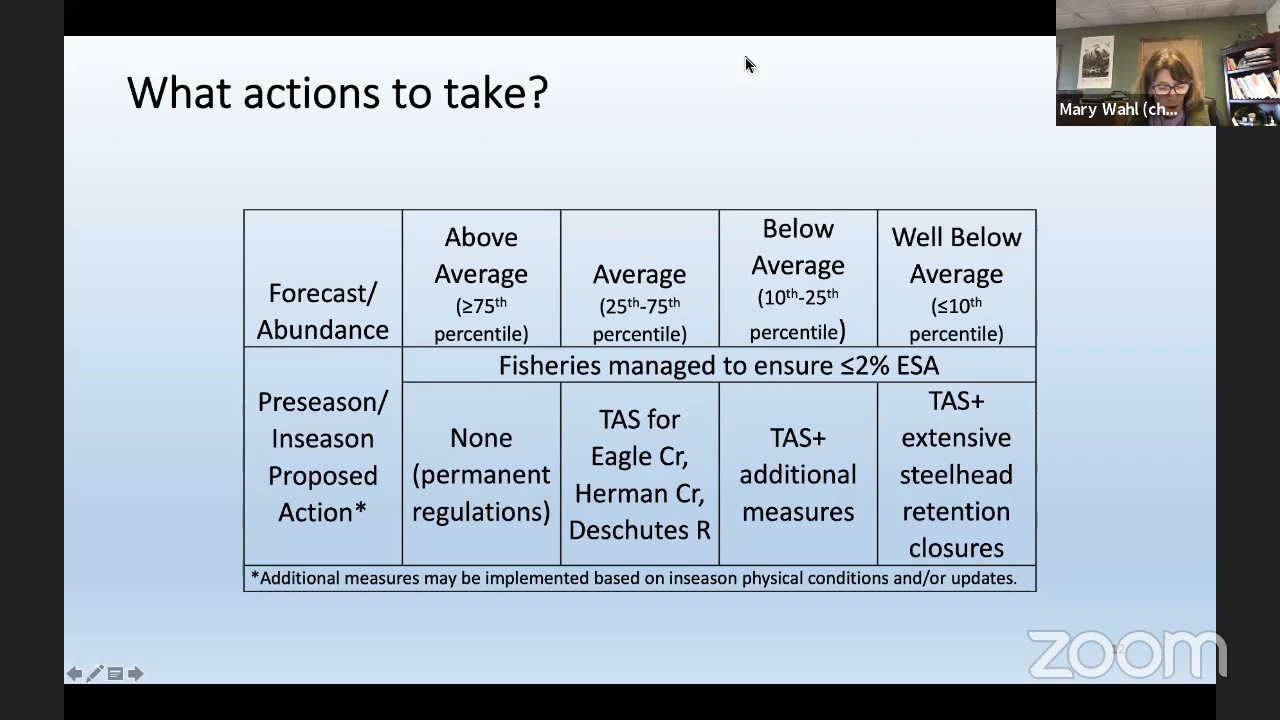 What actions to take?
Mary Wahl (ch...
Forecast/
Abundance
Above
Average
(≥75th
percentile)
Average
(25th-75th
percentile)
Below
Average
(10th-25th
percentile)
Well Below
Average
(≤10th
percentile)
Fisheries managed to ensure ≤2% ESA
Preseason/
Inseason
Proposed
Action*
None
(permanent
regulations)
TAS for
Eagle Cr,
Herman Cr,
Deschutes R
TAS+
additional
measures
TAS+
extensive
steelhead
retention
closures
*Additional measures may be implemented based on inseason physical conditions and/or updates.
12
zoom